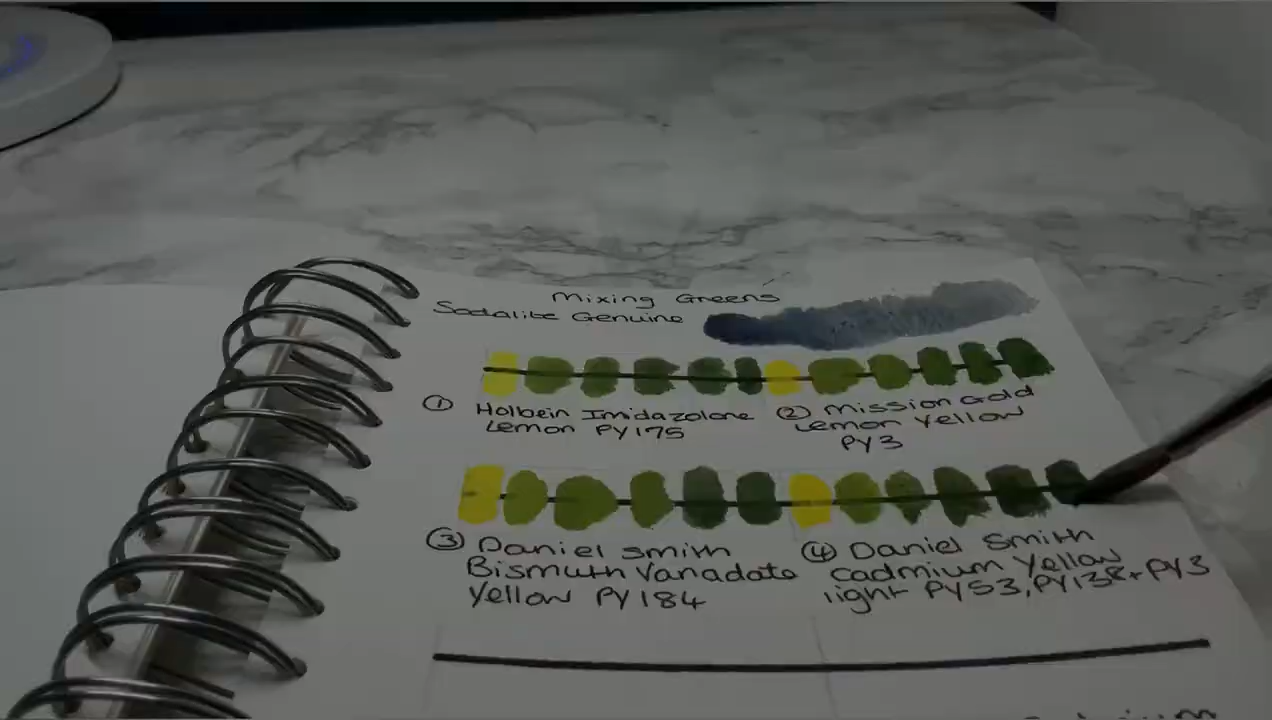 Mixing Greens
Sodalite Genuine
① Holbein Imidazolone
Lemon PY175
② Mission Gold
Lemon Yellow
PY3
③ Daniel Smith
Bismuth Vanadate
Yellow PY184
④ Daniel Smith
Cadmium Yellow
light PY53, PY138 + PY3